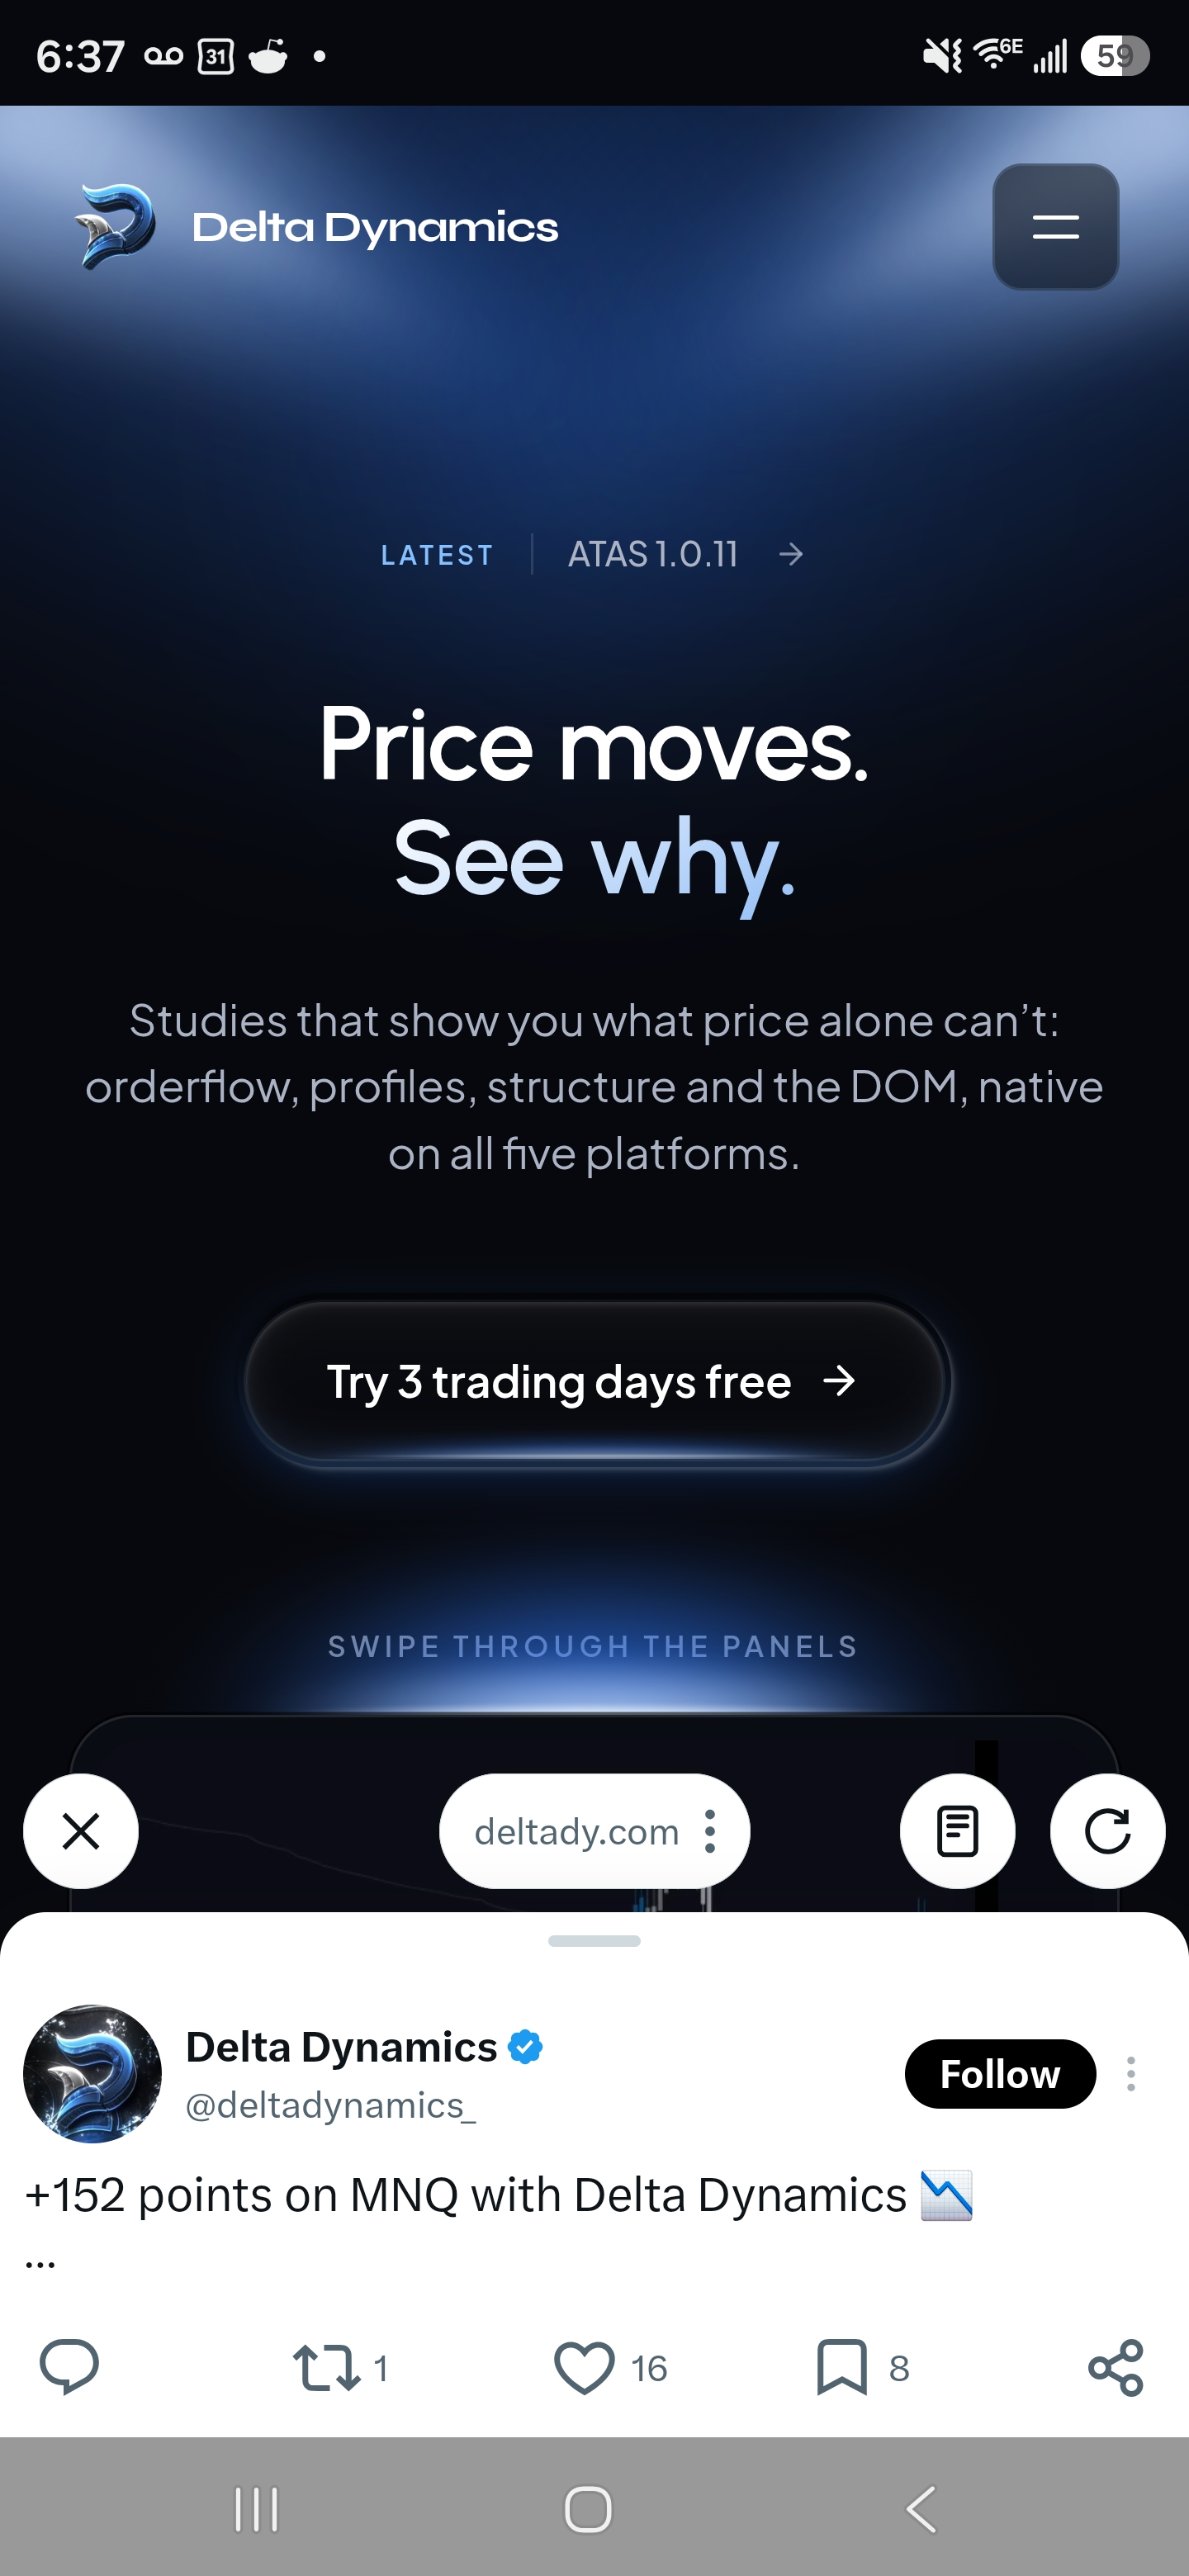 6:37
31
6E
59
Delta Dynamics
LATEST
ATAS 1.0.11
Price moves.
See why.
Studies that show you what price alone can’t:
orderflow, profiles, structure and the DOM, native
on all five platforms.
Try 3 trading days free
SWIPE THROUGH THE PANELS
deltady.com
Delta Dynamics
@deltadynamics_
Follow
+152 points on MNQ with Delta Dynamics 📉
...
1
16
8